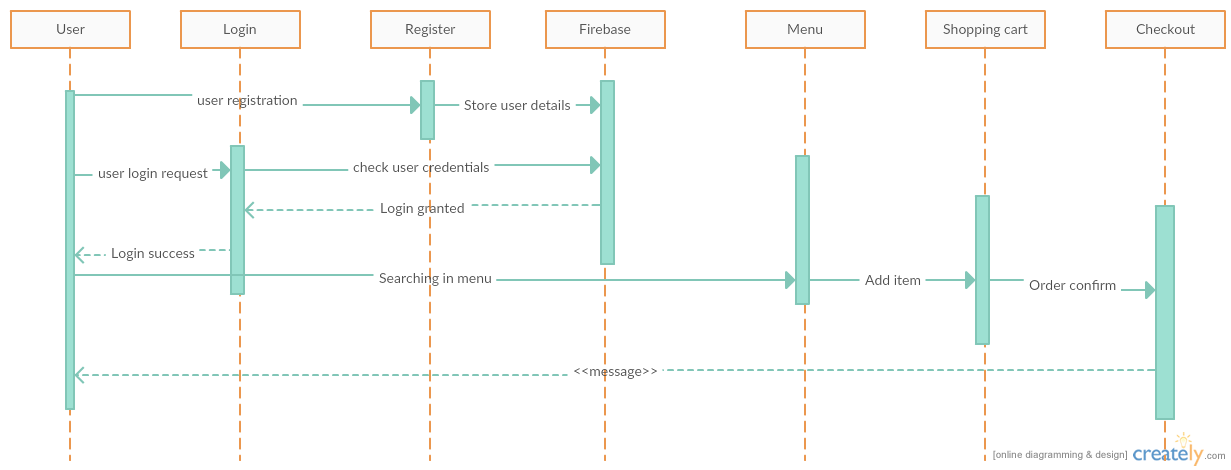 User
Login
Register
Firebase
Menu
Shopping cart
Checkout
user registration
Store user details
user login request
check user credentials
Login granted
Login success
Searching in menu
Add item
Order confirm
<<message>>
[online diagramming & design] creately.com